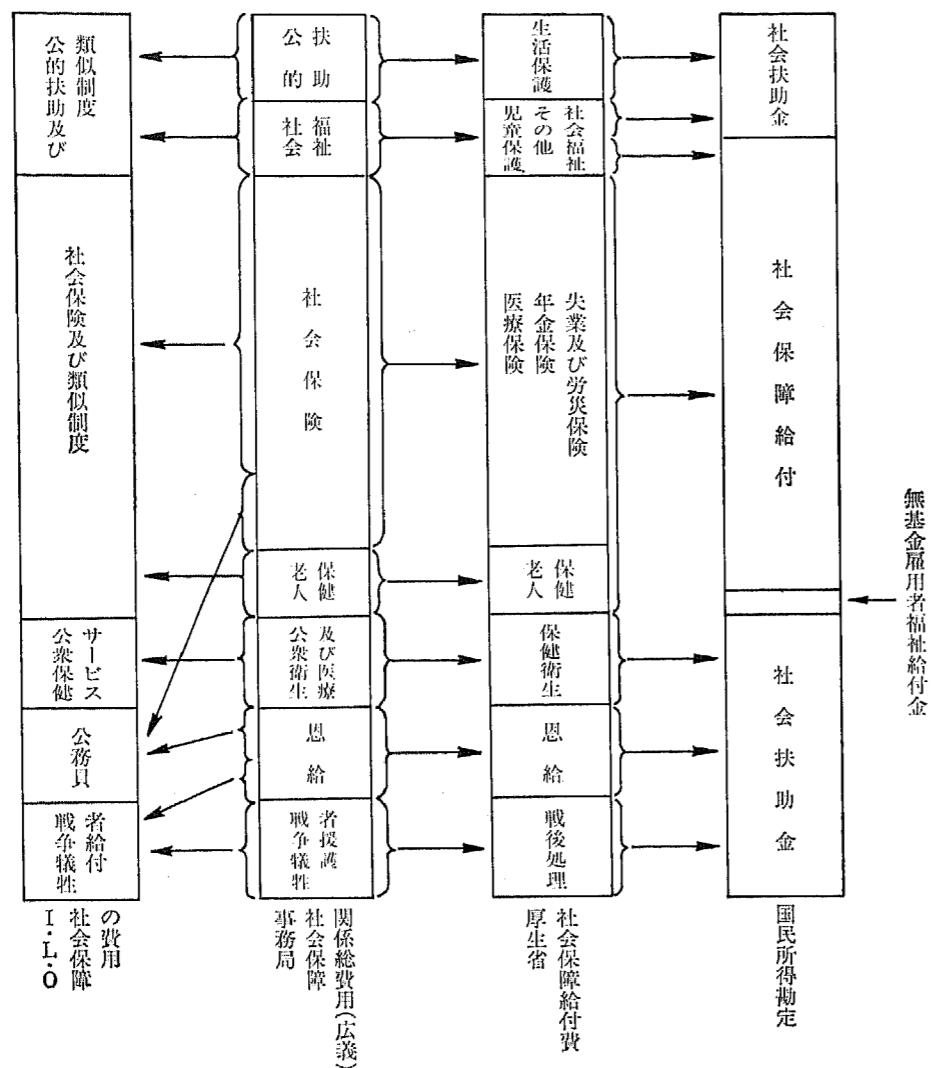 公的扶助及び
類似制度
社会保険及び類似制度
公衆保健
サービス
公務員
戦争犠牲
者給付
I・L・O
社会保障
の費用
公的
扶助
社会
福祉
社会保険
老人
保健
公衆衛生
及び医療
恩給
戦争犠牲
者援護
事務局
社会保障
関係総費用(広義)
生活保護
児童保護、
その他
社会福祉
医療保険
年金保険
失業及び労災保険
老人
保健
保健衛生
恩給
戦後処理
厚生省
社会保障給付費
社会扶助金
社会保障給付
社会扶助金
国民所得勘定
無基金雇用者福祉給付金